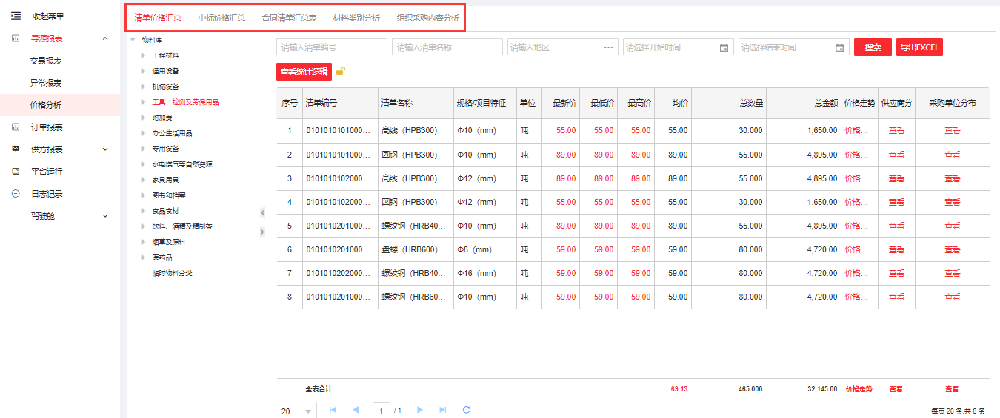 收起菜单
寻源报表
交易报表
异常报表
价格分析
订单报表
供方报表
平台运行
日志记录
驾驶舱
清单价格汇总 中标价格汇总 合同清单汇总表 材料类别分析 组织采购内容分析
物料库
工程材料
通用设备
机械设备
工具、检测及劳保用品
附加费
办公生活用品
专用设备
水电煤气等自然资源
家具用具
图书和档案
食品食材
饮料、酒精及精制茶
烟草及原料
医药品
临时物料分类
请输入清单编号 请输入清单名称 请输入地区 ··· 请选择开始时间 请选择结束时间 搜索 导出EXCEL
查看统计逻辑
序号 清单编号 清单名称 规格/项目特征 单位 最新价 最低价 最高价 均价 总数量 总金额 价格走势 供应商分 采购单位分布
1 0101010101000... 高线（HPB300） Φ10（mm） 吨 55.00 55.00 55.00 55.00 30.000 1,650.00 价格... 查看 查看
2 0101010101000... 圆钢（HPB300） Φ10（mm） 吨 89.00 89.00 89.00 89.00 55.000 4,895.00 价格... 查看 查看
3 0101010102000... 高线（HPB300） Φ12（mm） 吨 89.00 89.00 89.00 89.00 55.000 4,895.00 价格... 查看 查看
4 0101010102000... 圆钢（HPB300） Φ12（mm） 吨 55.00 55.00 55.00 55.00 30.000 1,650.00 价格... 查看 查看
5 0101010201000... 螺纹钢（HRB40... Φ10（mm） 吨 89.00 89.00 89.00 89.00 55.000 4,895.00 价格... 查看 查看
6 0101010201000... 盘螺（HRB600） Φ8（mm） 吨 59.00 59.00 59.00 59.00 80.000 4,720.00 价格... 查看 查看
7 0101010202000... 螺纹钢（HRB40... Φ16（mm） 吨 59.00 59.00 59.00 59.00 80.000 4,720.00 价格... 查看 查看
8 0101010201000... 螺纹钢（HRB60... Φ10（mm） 吨 59.00 59.00 59.00 59.00 80.000 4,720.00 价格... 查看 查看
全表合计 69.13 465.000 32,145.00 价格走势 查看 查看
20 1 / 1 每页 20 条,共 8 条